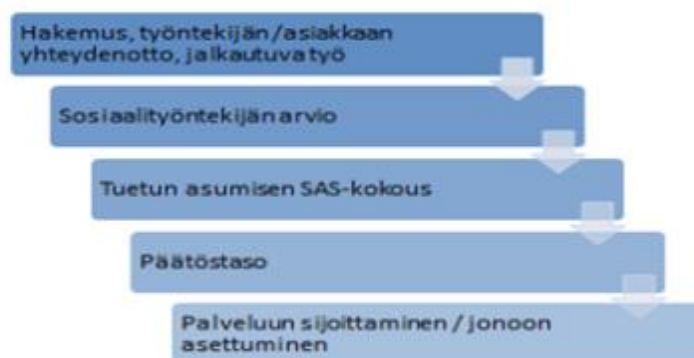 Hakemus, työntekijän/asiakkaan
yhteydenotto, jalkautuva työ
Sosiaalityöntekijän arvio
Tuetun asumisen SAS-kokous
Päätöstaso
Palveluun sijoittaminen / jonoon
asettuminen